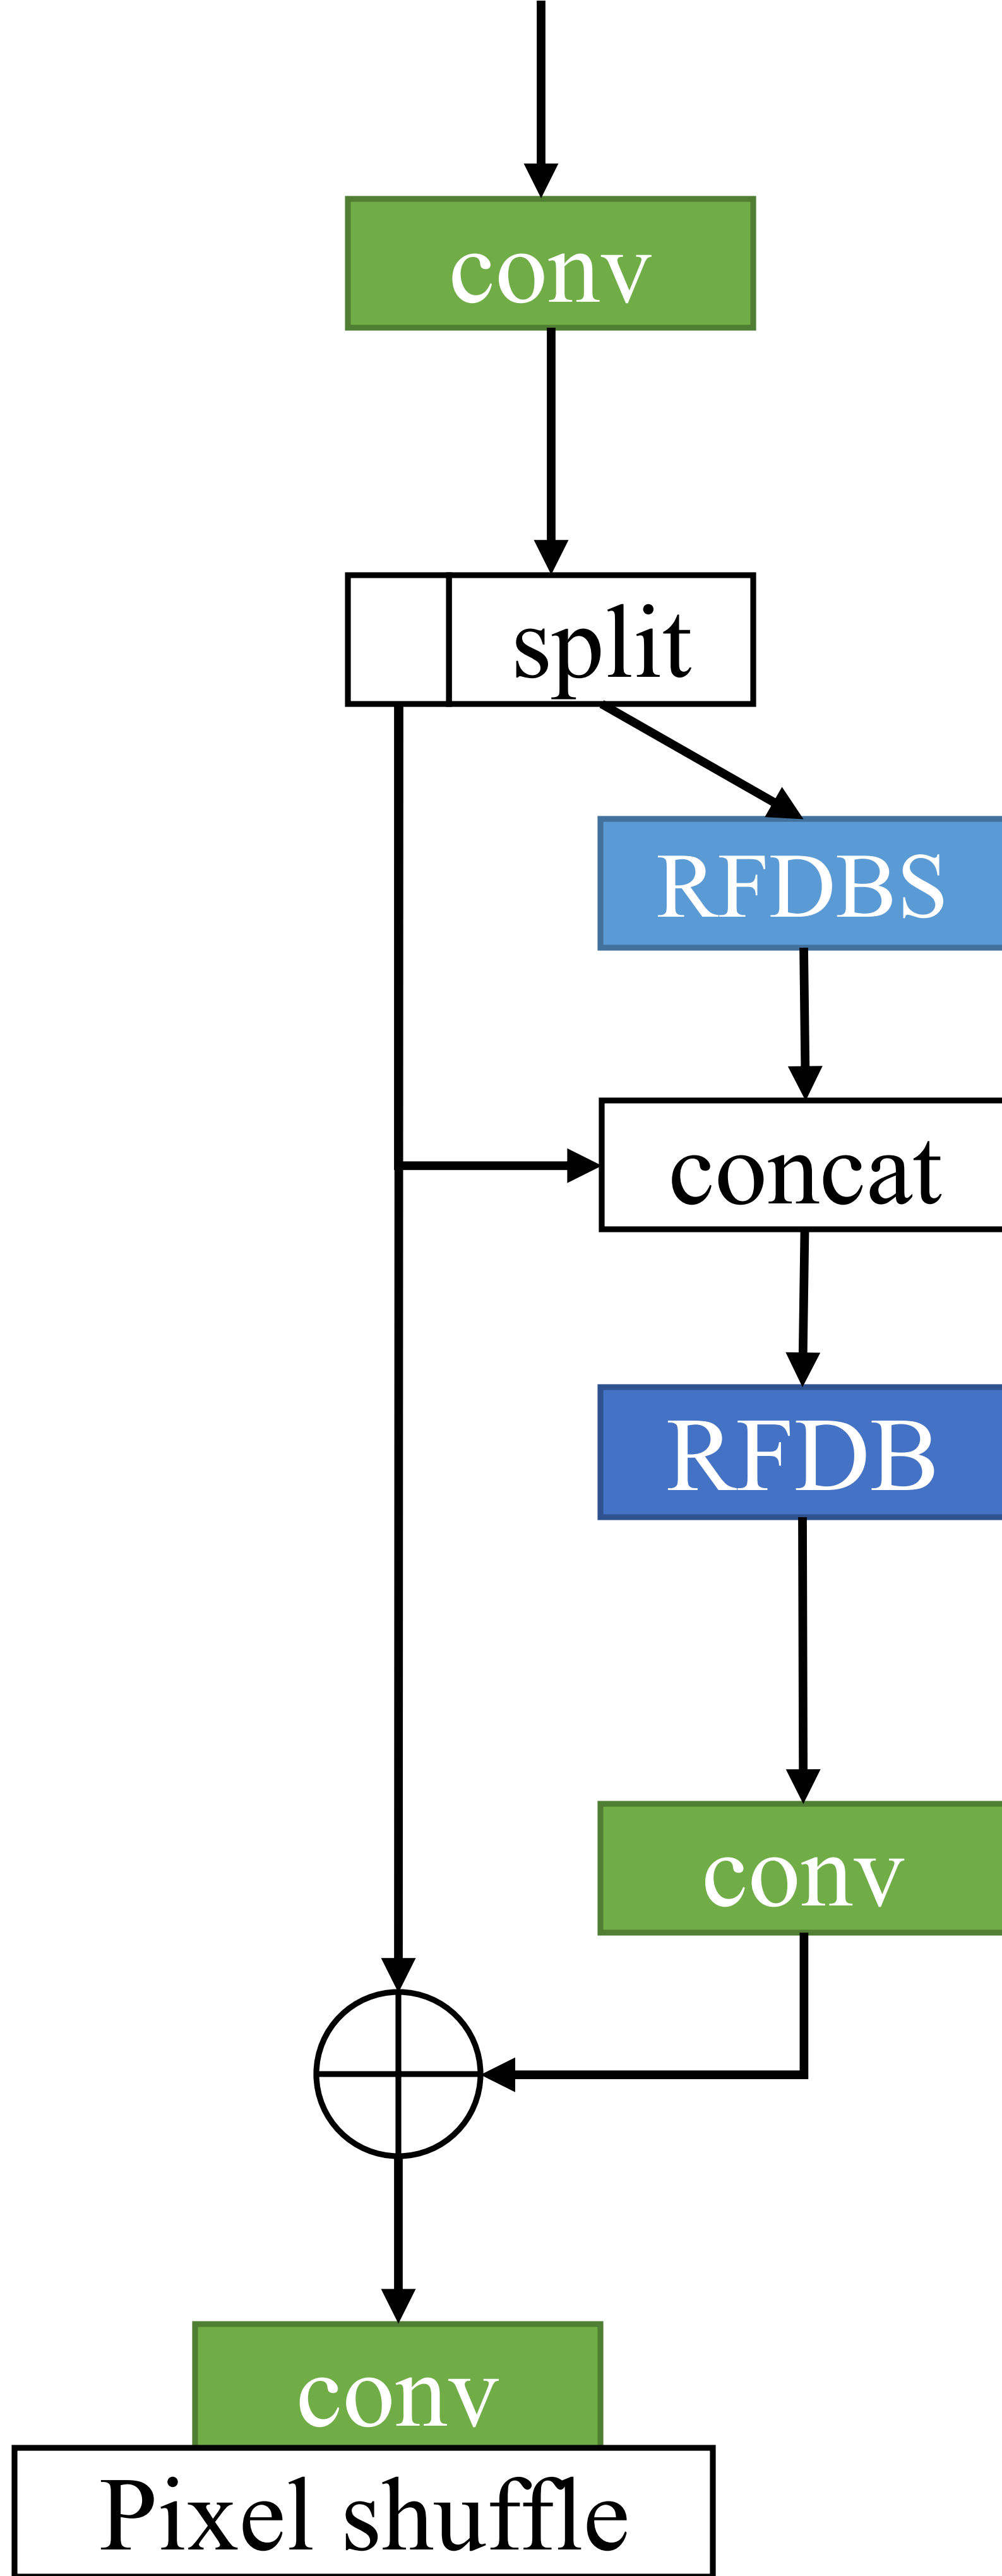 conv
split
RFDBS
concat
RFDB
conv
conv
Pixel shuffle